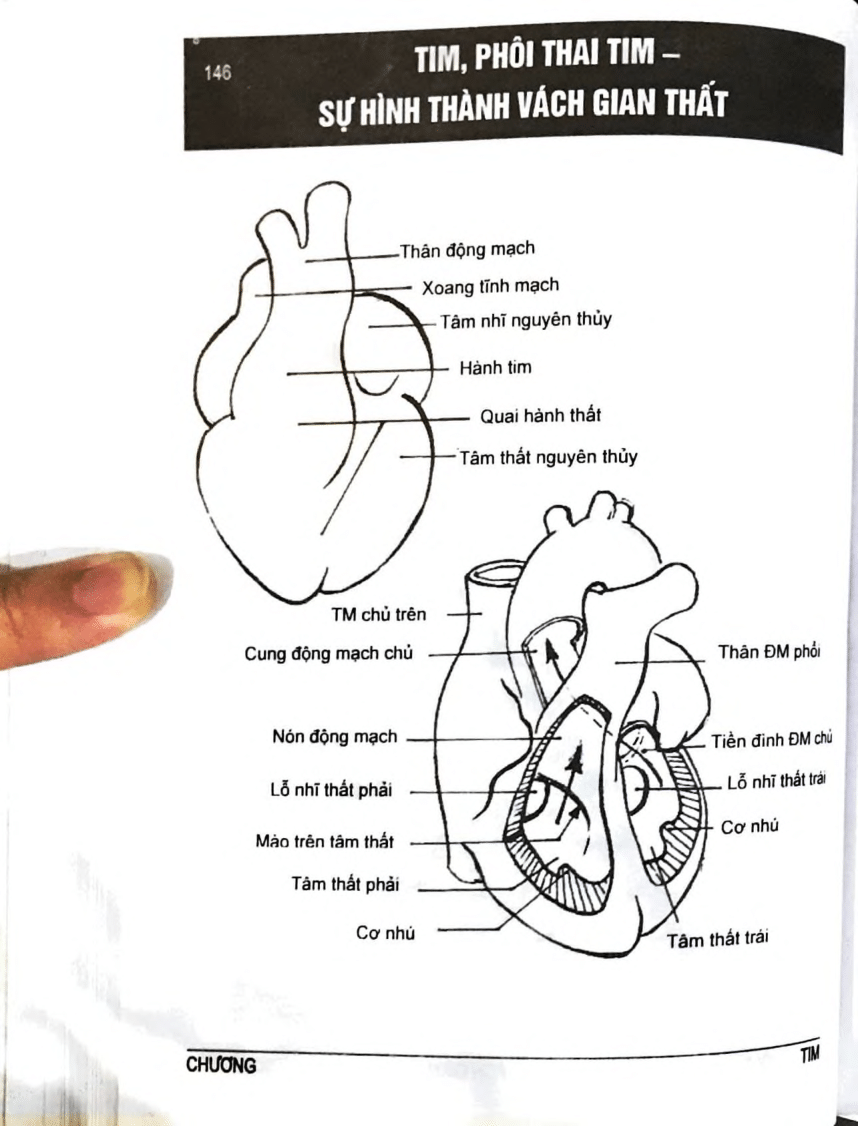 146
TIM, PHÔI THAI TIM –
SỰ HÌNH THÀNH VÁCH GIAN THẤT
Thân động mạch
Xoang tĩnh mạch
Tâm nhĩ nguyên thủy
Hành tim
Quai hành thất
Tâm thất nguyên thủy
TM chủ trên
Cung động mạch chủ
Thân ĐM phổi
Nón động mạch
Tiền đình ĐM chủ
Lỗ nhĩ thất phải
Lỗ nhĩ thất trái
Cơ nhú
Mào trên tâm thất
Tâm thất phải
Cơ nhú
Tâm thất trái
CHƯƠNG
TIM